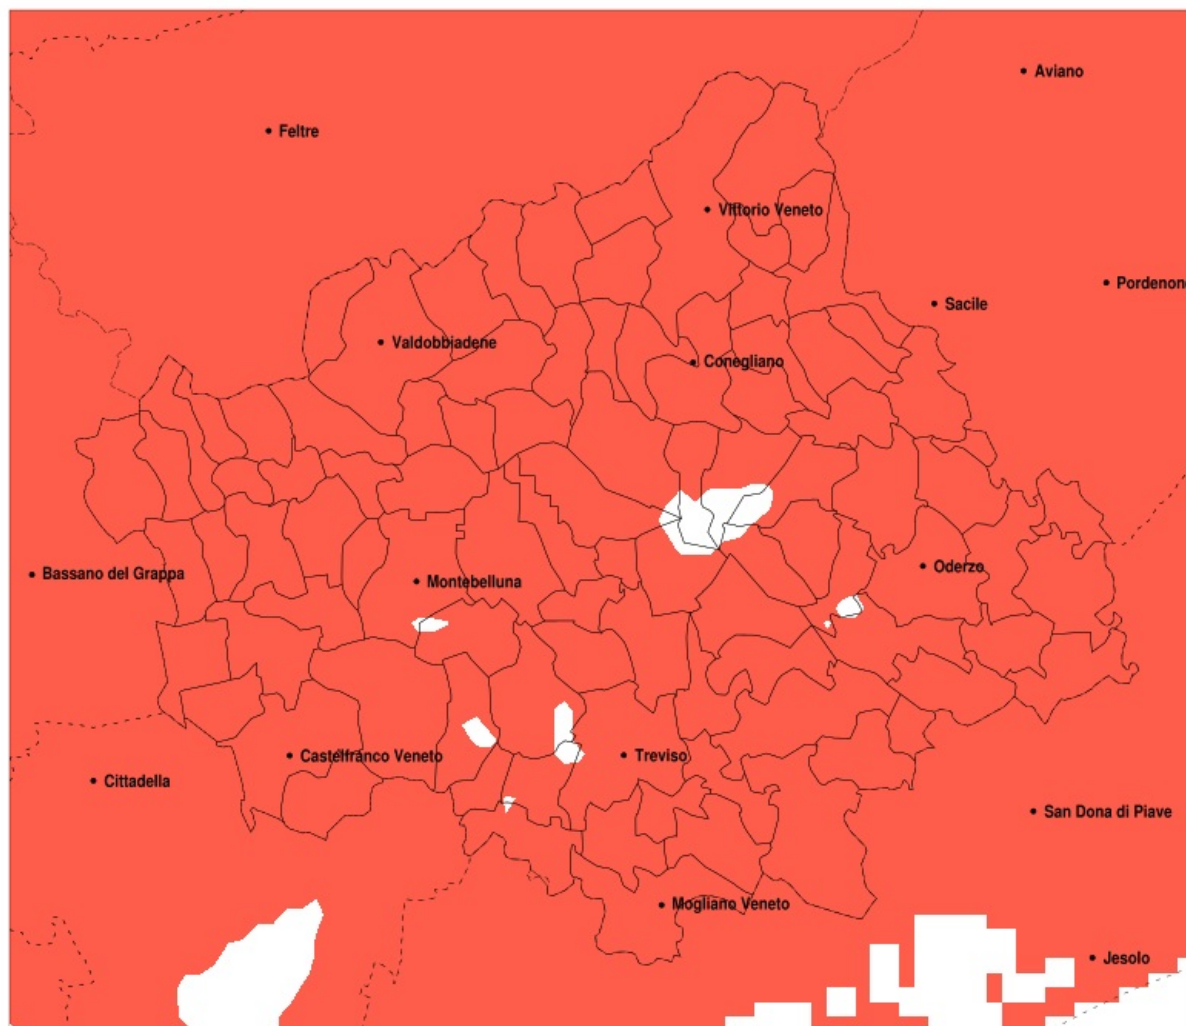 Aviano
Feltre
Vittorio Veneto
Pordenon
Sacile
Valdobbiadene
Conegliano
Oderzo
Bassano del Grappa
Montebelluna
Castelfranco Veneto
Treviso
Cittadella
San Dona di Piave
Mogliano Veneto
Jesolo